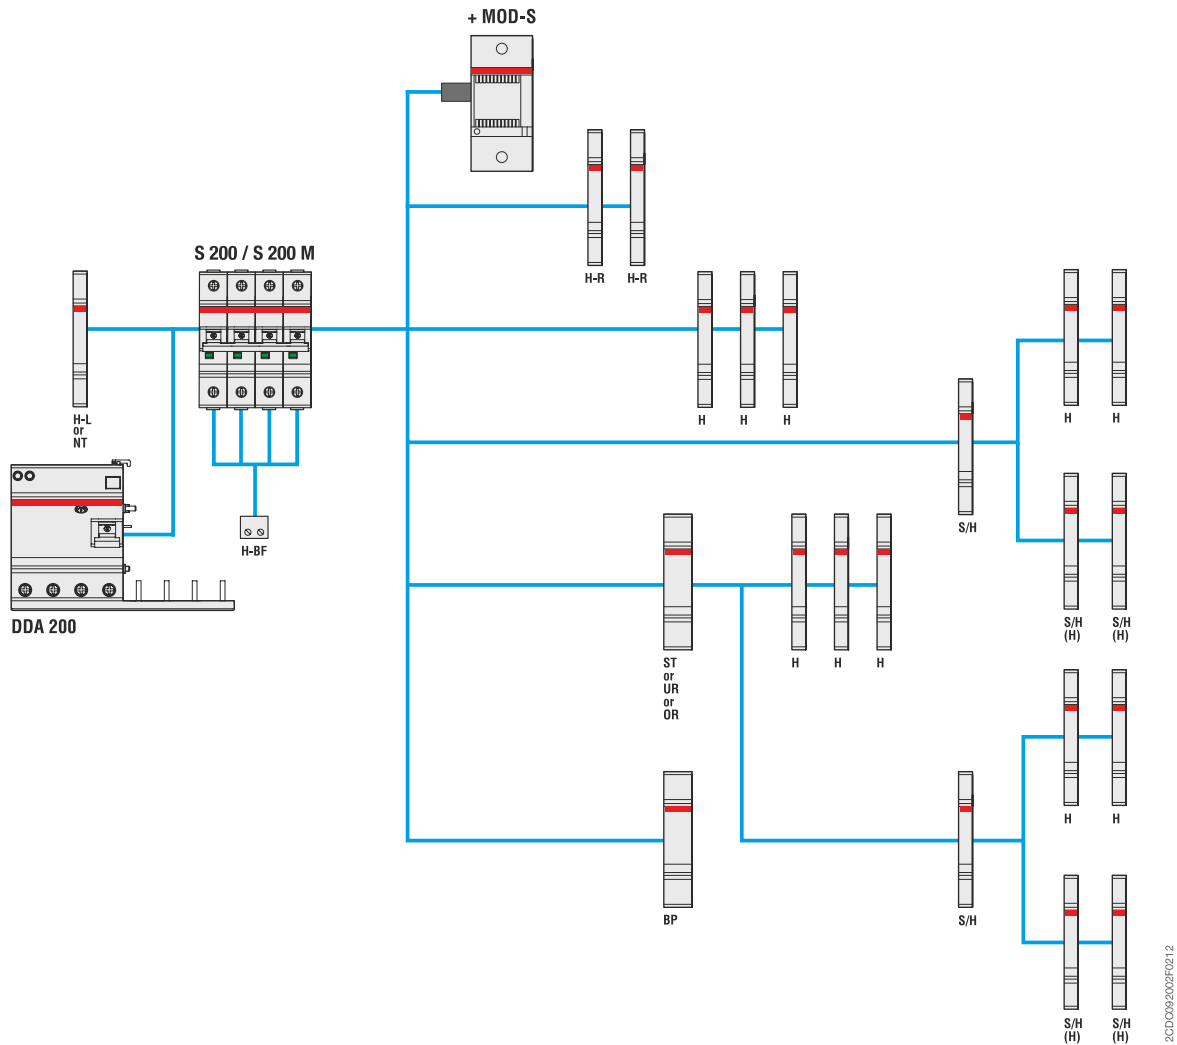 + MOD-S
H-R
H-R
S 200 / S 200 M
H-L
or
NT
H
H
H
H
H
S/H
H-BF
DDA 200
S/H
(H)
S/H
(H)
ST
or
UR
or
OR
H
H
H
H
H
BP
S/H
S/H
(H)
S/H
(H)
2CDC092002F0212